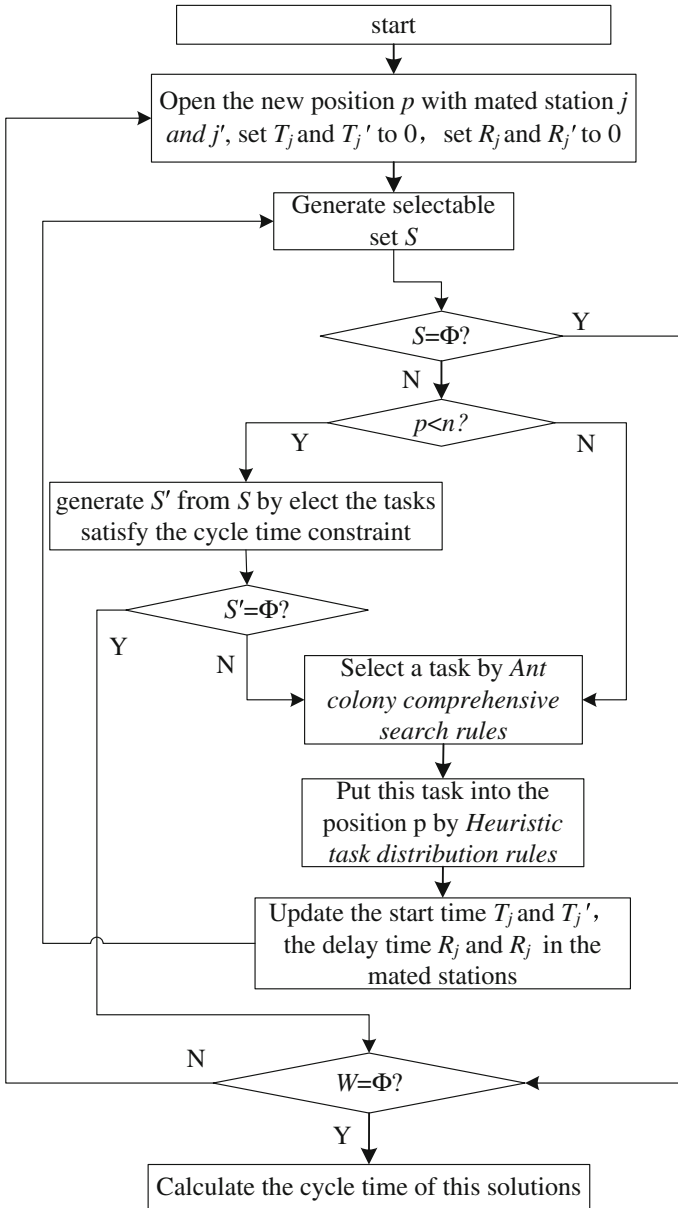 start
Open the new position p with mated station j
and j′, set Tj and Tj′ to 0, set Rj and Rj′ to 0
Generate selectable
set S
S=Φ?
Y
N
p<n?
Y
N
generate S′ from S by elect the tasks
satisfy the cycle time constraint
S′=Φ?
Y
N
Select a task by Ant
colony comprehensive
search rules
Put this task into the
position p by Heuristic
task distribution rules
Update the start time Tj and Tj′,
the delay time Rj and Rj in the
mated stations
N
W=Φ?
Y
Calculate the cycle time of this solutions